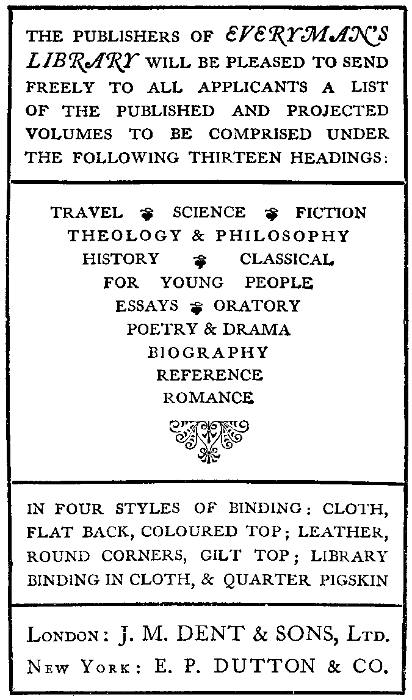 THE PUBLISHERS OF EVERYMAN'S
LIBRARY WILL BE PLEASED TO SEND
FREELY TO ALL APPLICANTS A LIST
OF THE PUBLISHED AND PROJECTED
VOLUMES TO BE COMPRISED UNDER
THE FOLLOWING THIRTEEN HEADINGS:
TRAVEL SCIENCE FICTION
THEOLOGY & PHILOSOPHY
HISTORY CLASSICAL
FOR YOUNG PEOPLE
ESSAYS ORATORY
POETRY & DRAMA
BIOGRAPHY
REFERENCE
ROMANCE
IN FOUR STYLES OF BINDING: CLOTH,
FLAT BACK, COLOURED TOP; LEATHER,
ROUND CORNERS, GILT TOP; LIBRARY
BINDING IN CLOTH, & QUARTER PIGSKIN
LONDON: J. M. DENT & SONS, LTD.
NEW YORK: E. P. DUTTON & CO.